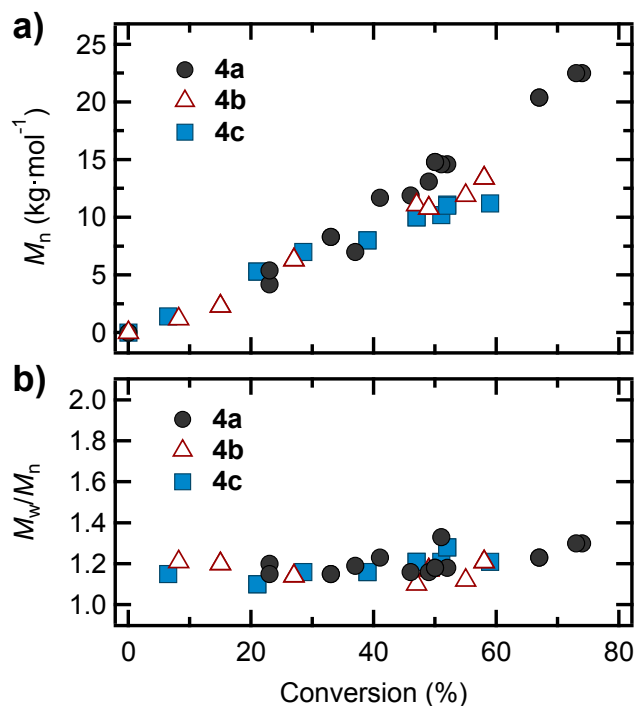 a)
25
20
15
10
5
0
Mn (kg·mol⁻¹)
4a
4b
4c
b)
2.0
1.8
1.6
1.4
1.2
1.0
Mw/Mn
4a
4b
4c
0 20 40 60 80
Conversion (%)